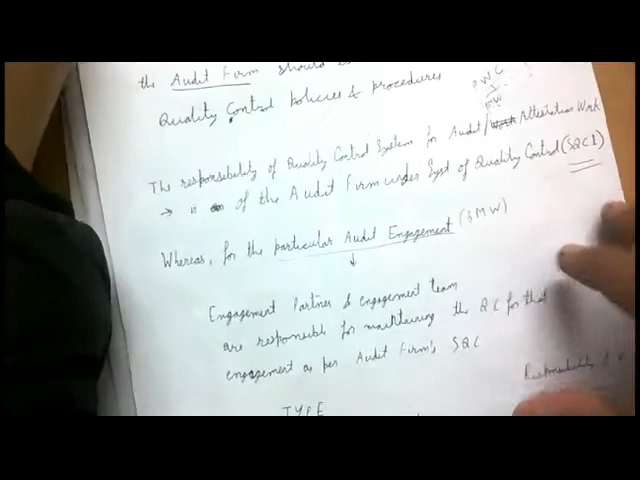 the Audit Firm should
Quality Control policies & procedures
PWC
The responsibility of Quality Control System for Audit/ Attestation Work
→ is of the Audit Firm under Syst of Quality Control (SQC1)
Whereas, for the particular Audit Engagement (BMW)
↓
Engagement Partner & engagement team
are responsible for maintaining the QC for that
engagement as per Audit Firm's SQC
Responsibility
TYPE